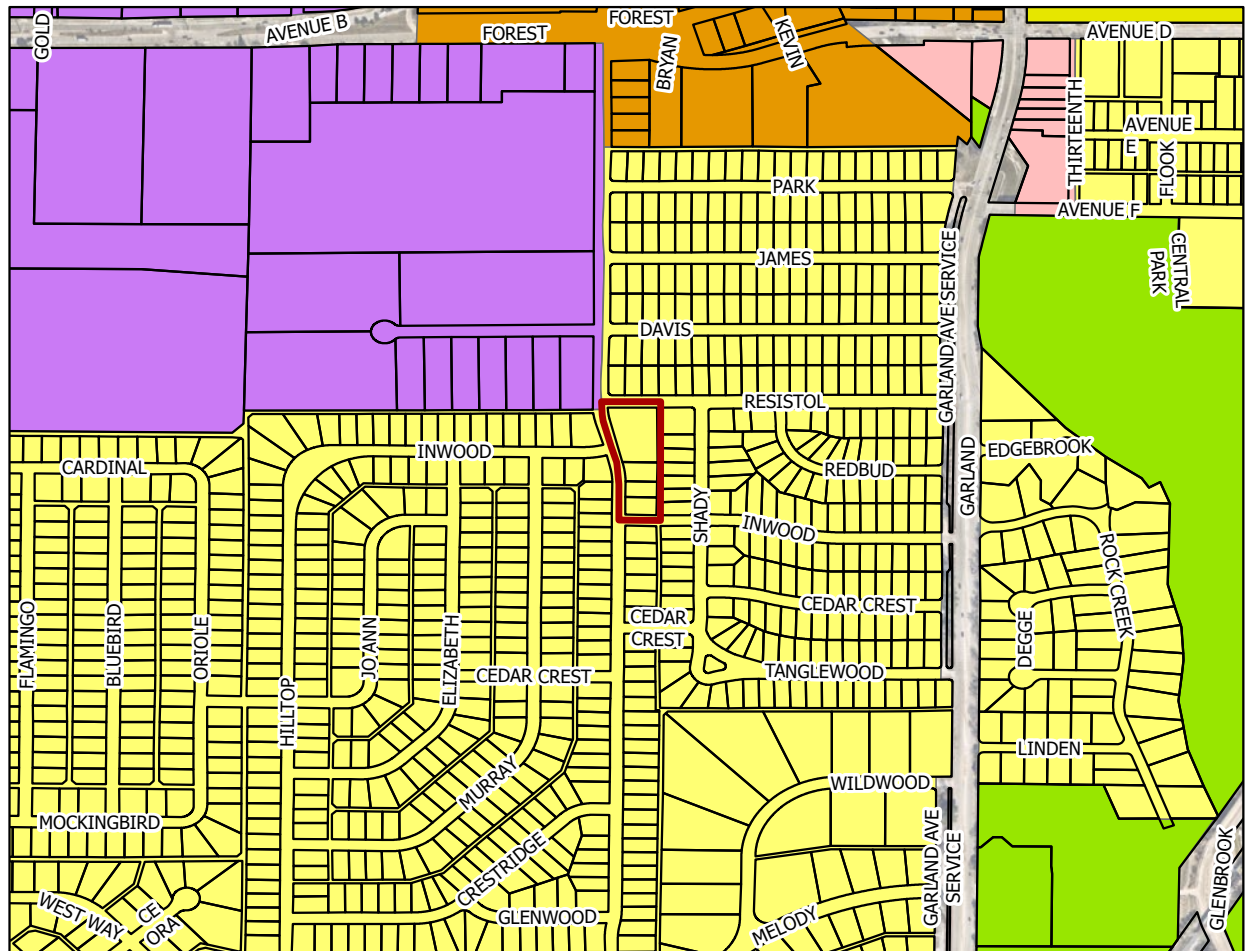 GOLD
AVENUE B
FOREST
FOREST
BRYAN
KEVIN
AVENUE D
THIRTEENTH
AVENUE
E
FLOOK
PARK
AVENUE F
CENTRAL
PARK
JAMES
GARLAND AVE SERVICE
DAVIS
RESISTOL
CARDINAL
INWOOD
REDBUD
GARLAND
EDGEBROOK
SHADY
INWOOD
ROCK CREEK
FLAMINGO
BLUEBIRD
ORIOLE
JO ANN
ELIZABETH
CEDAR
CREST
CEDAR CREST
DEGGE
HILLTOP
CEDAR CREST
TANGLEWOOD
LINDEN
MURRAY
WILDWOOD
MOCKINGBIRD
CRESTRIDGE
GARLAND AVE
SERVICE
GLENBROOK
WEST WAY
CE
ORA
GLENWOOD
MELODY